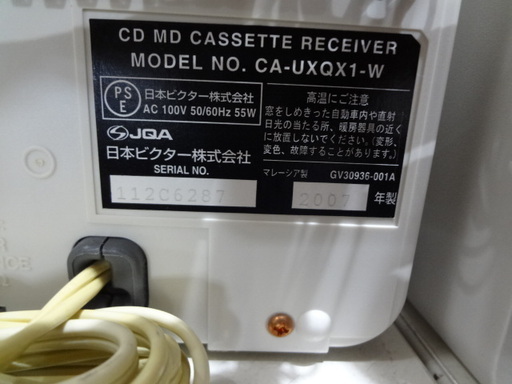 CD MD CASSETTE RECEIVER
MODEL NO. CA-UXQX1-W
PS
E
日本ビクター株式会社
AC 100V 50/60Hz 55W
JQA
日本ビクター株式会社
SERIAL NO.
112C6287
高温にご注意
窓をしめきった自動車内や直射
日光の当たる所、暖房器具の近く
に放置しないでください。(変形、
変色、故障することがあります。)
マレーシア製 GV30936-001A
2007 年製